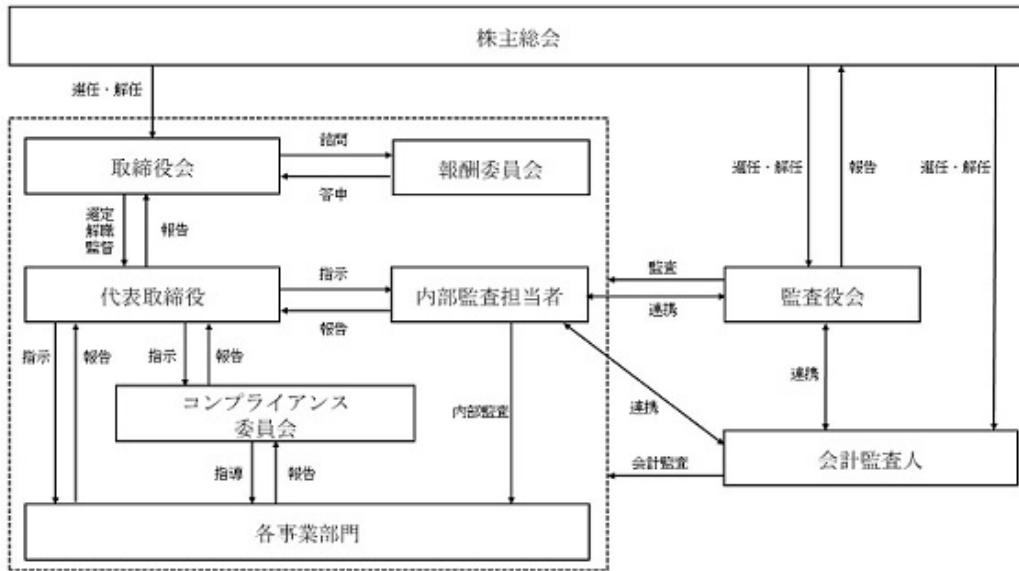 株主総会
選任・解任
取締役会
諮問
答申
報酬委員会
選任・解任
報告
選任・解任
選定
解職
監督
報告
代表取締役
指示
報告
内部監査担当者
監査
連携
監査役会
指示
報告
指示
報告
コンプライアンス
委員会
内部監査
連携
連携
指導
報告
会計監査
会計監査人
各事業部門